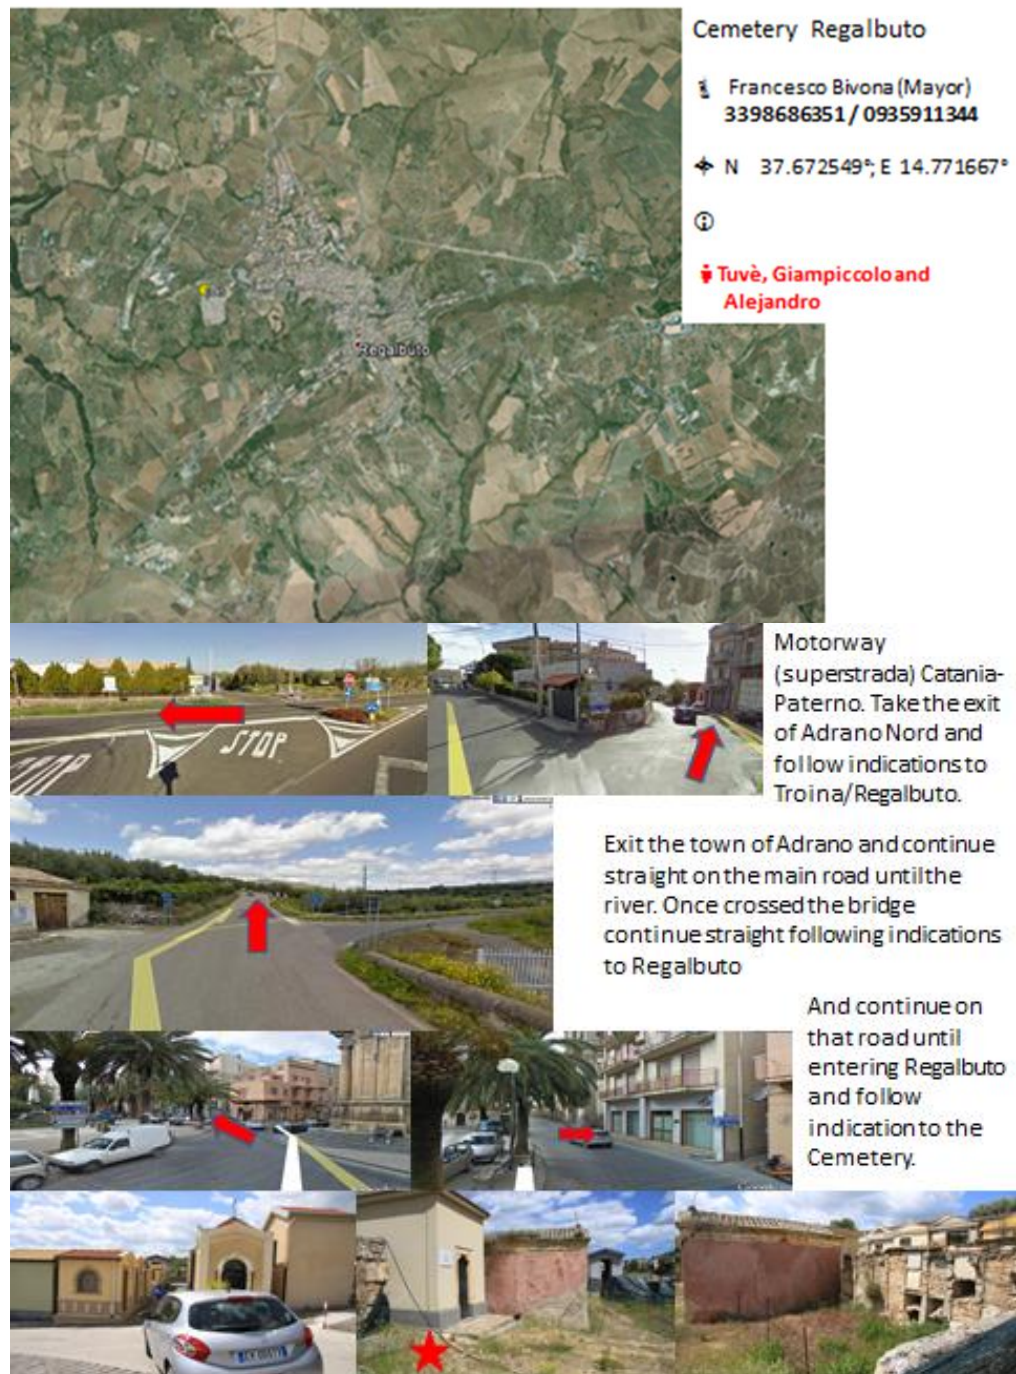 Cemetery Regalbuto
Francesco Bivona (Mayor)
3398686351 / 0935911344
N 37.672549°; E 14.771667°
Tuvè, Giampiccolo and
Alejandro
Regalbuto
Motorway
(superstrada) Catania-
Paterno. Take the exit
of Adrano Nord and
follow indications to
Troina/Regalbuto.
STOP
STOP
Exit the town of Adrano and continue
straight on the main road until the
river. Once crossed the bridge
continue straight following indications
to Regalbuto
And continue on
that road until
entering Regalbuto
and follow
indication to the
Cemetery.